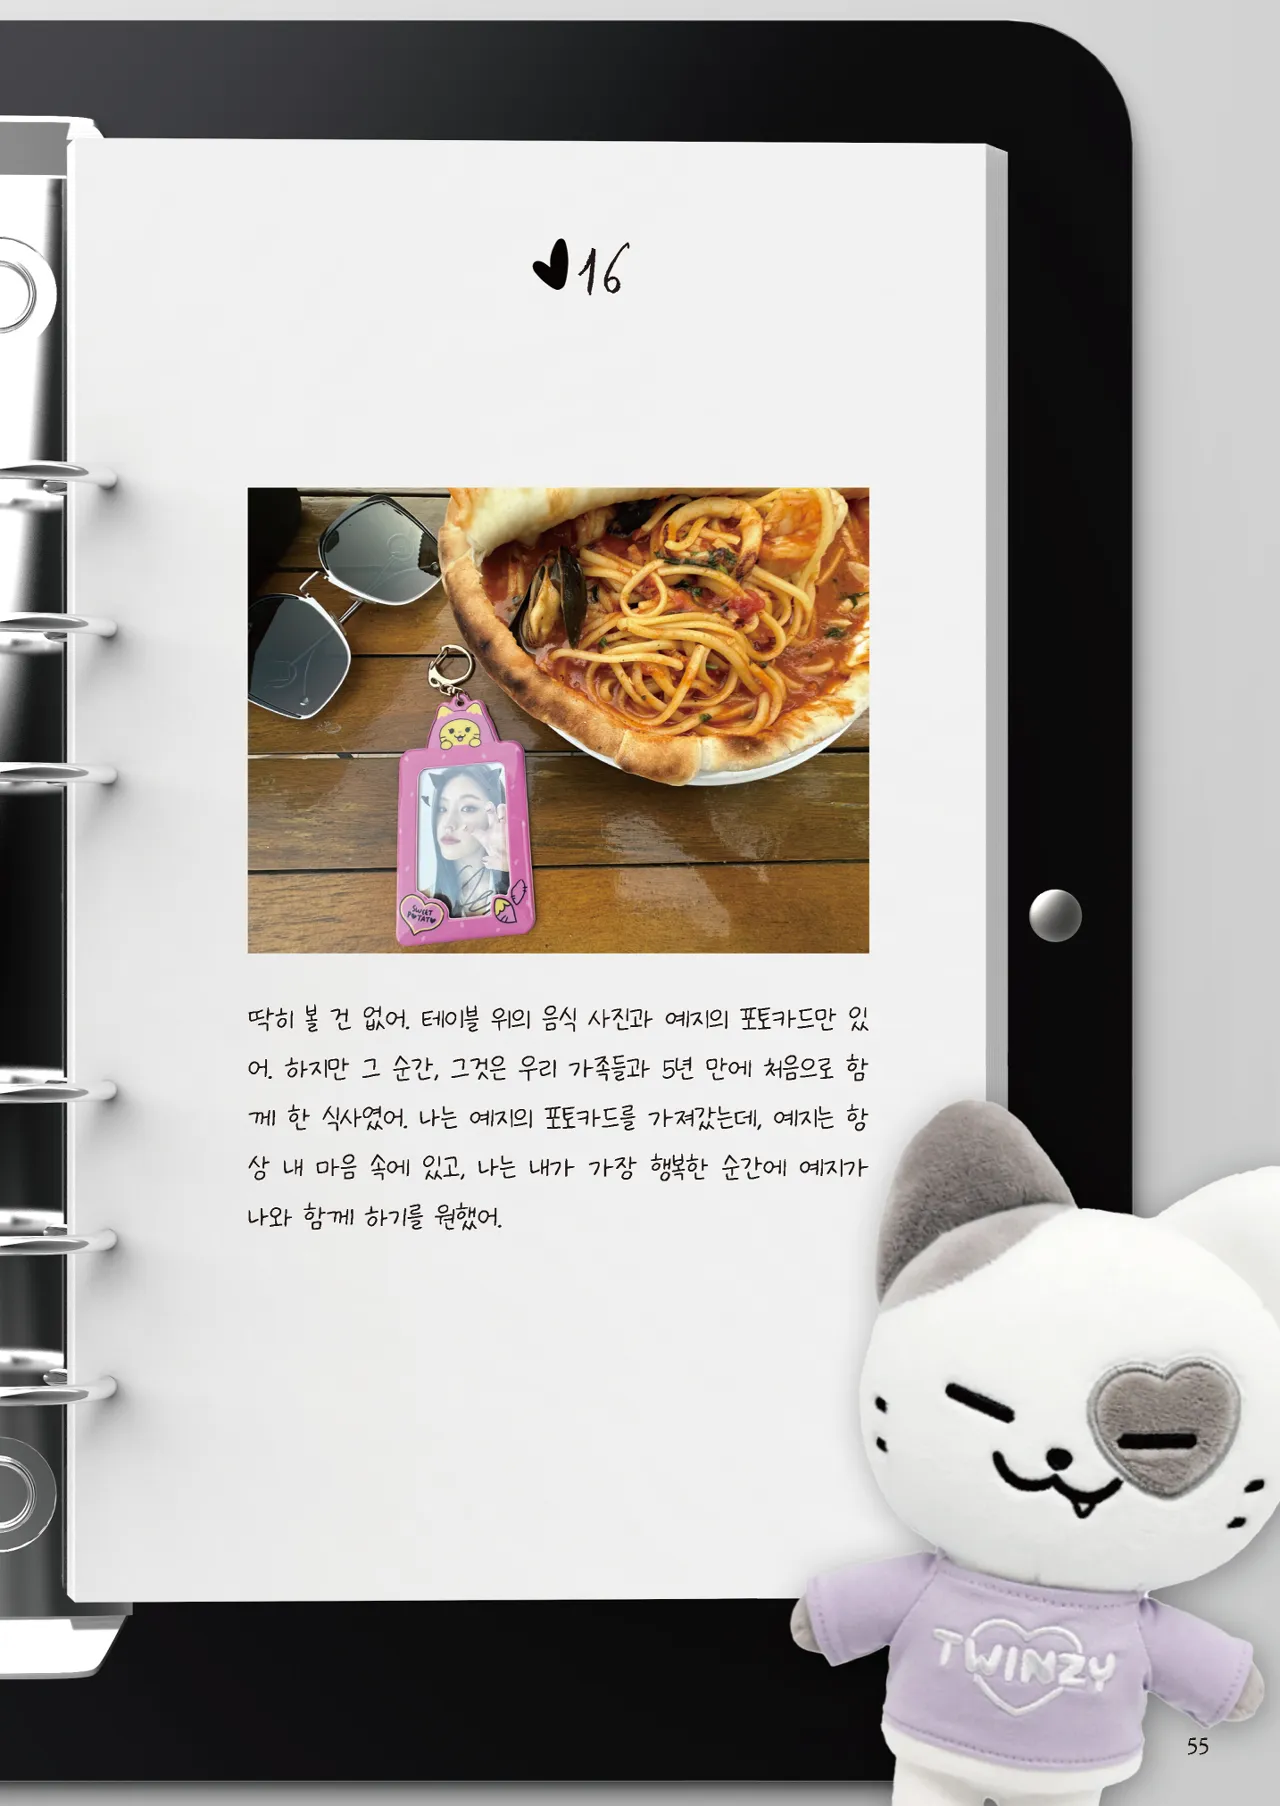 16
SWEET
POTATO
딱히 볼 건 없어. 테이블 위의 음식 사진과 예지의 포토카드만 있
어. 하지만 그 순간, 그것은 우리 가족들과 5년 만에 처음으로 함
께 한 식사였어. 나는 예지의 포토카드를 가져갔는데, 예지는 항
상 내 마음 속에 있고, 나는 내가 가장 행복한 순간에 예지가
나와 함께 하기를 원했어.
TWINZY
55